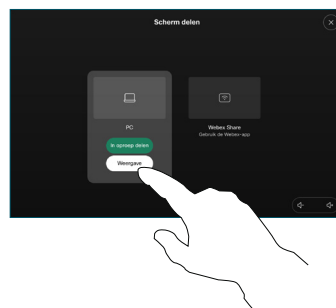 Scherm delen
PC
In oproep delen
Weergave
Webex Share
Gebruik de Webex-app